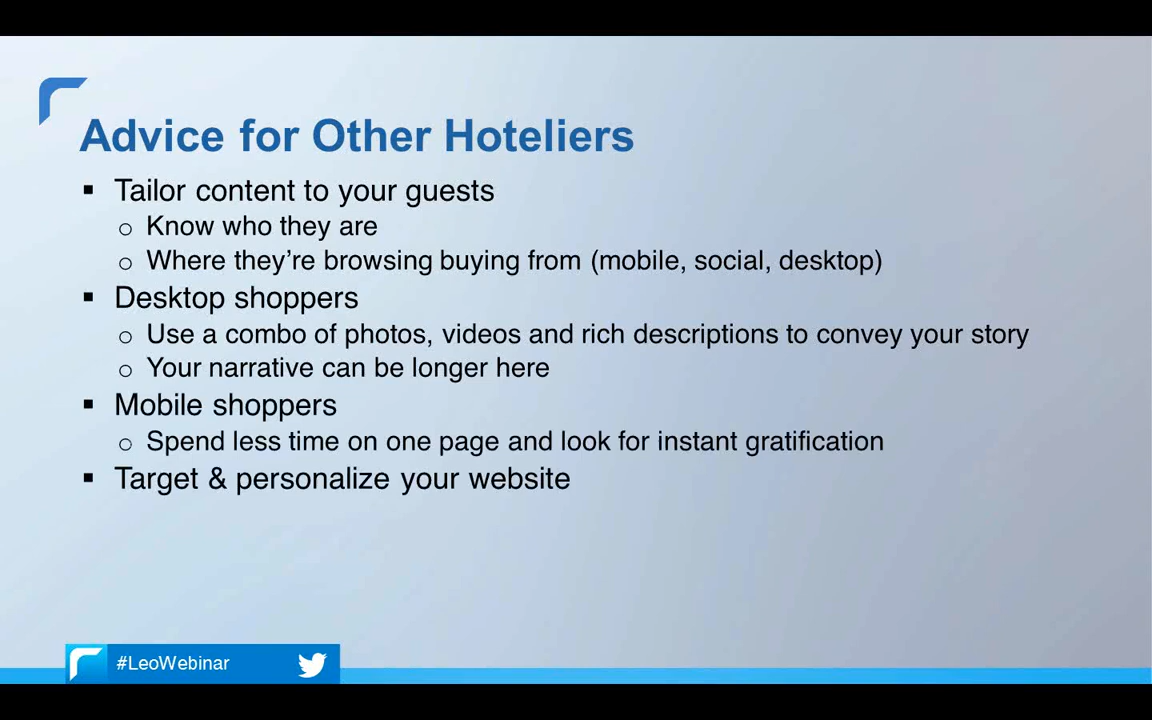 Advice for Other Hoteliers
▪ Tailor content to your guests
o Know who they are
o Where they’re browsing buying from (mobile, social, desktop)
▪ Desktop shoppers
o Use a combo of photos, videos and rich descriptions to convey your story
o Your narrative can be longer here
▪ Mobile shoppers
o Spend less time on one page and look for instant gratification
▪ Target & personalize your website
#LeoWebinar